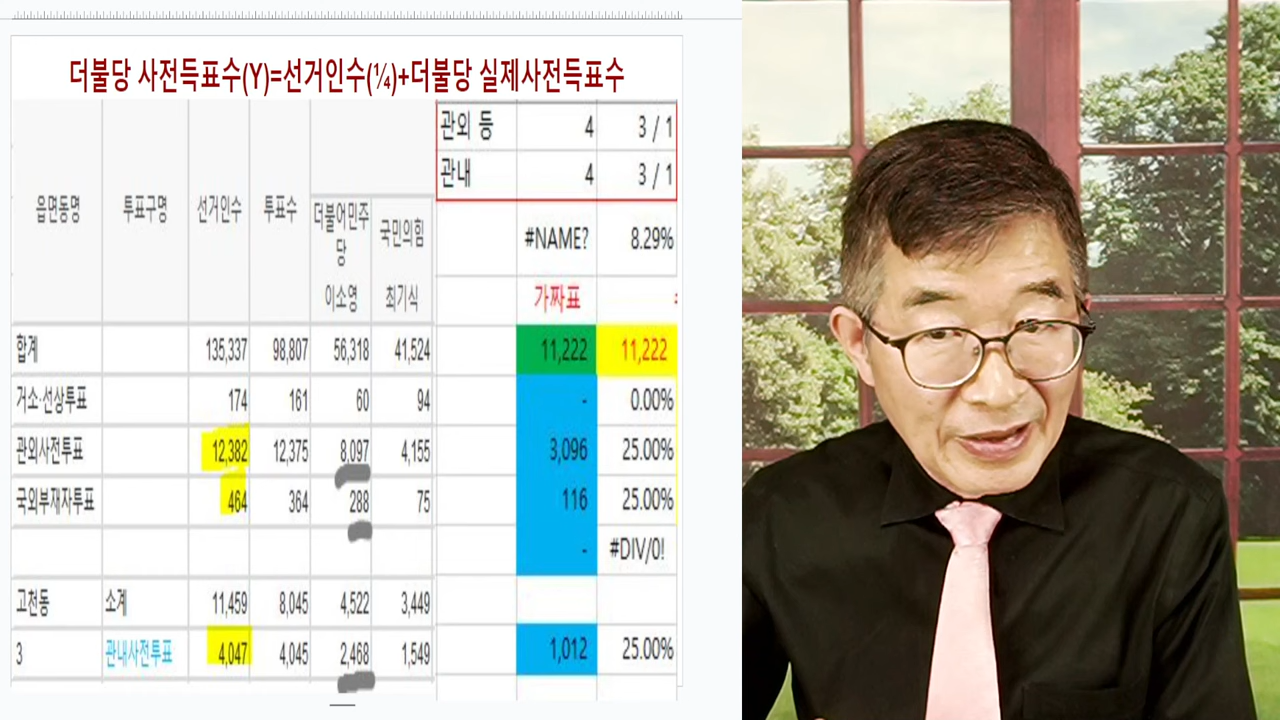 더불당 사전득표수(Y)=선거인수(¼)+더불당 실제사전득표수
관외 등 4 3 / 1
관내 4 3 / 1
읍면동명 투표구명 선거인수 투표수 더불어민주당 이소영 국민의힘 최기식
#NAME? 8.29%
가짜표
합계 135,337 98,807 56,318 41,524 11,222 11,222
거소·선상투표 174 161 60 94 - 0.00%
관외사전투표 12,382 12,375 8,097 4,155 3,096 25.00%
국외부재자투표 464 364 288 75 116 25.00%
- #DIV/0!
고천동 소계 11,459 8,045 4,522 3,449
3 관내사전투표 4,047 4,045 2,468 1,549 1,012 25.00%